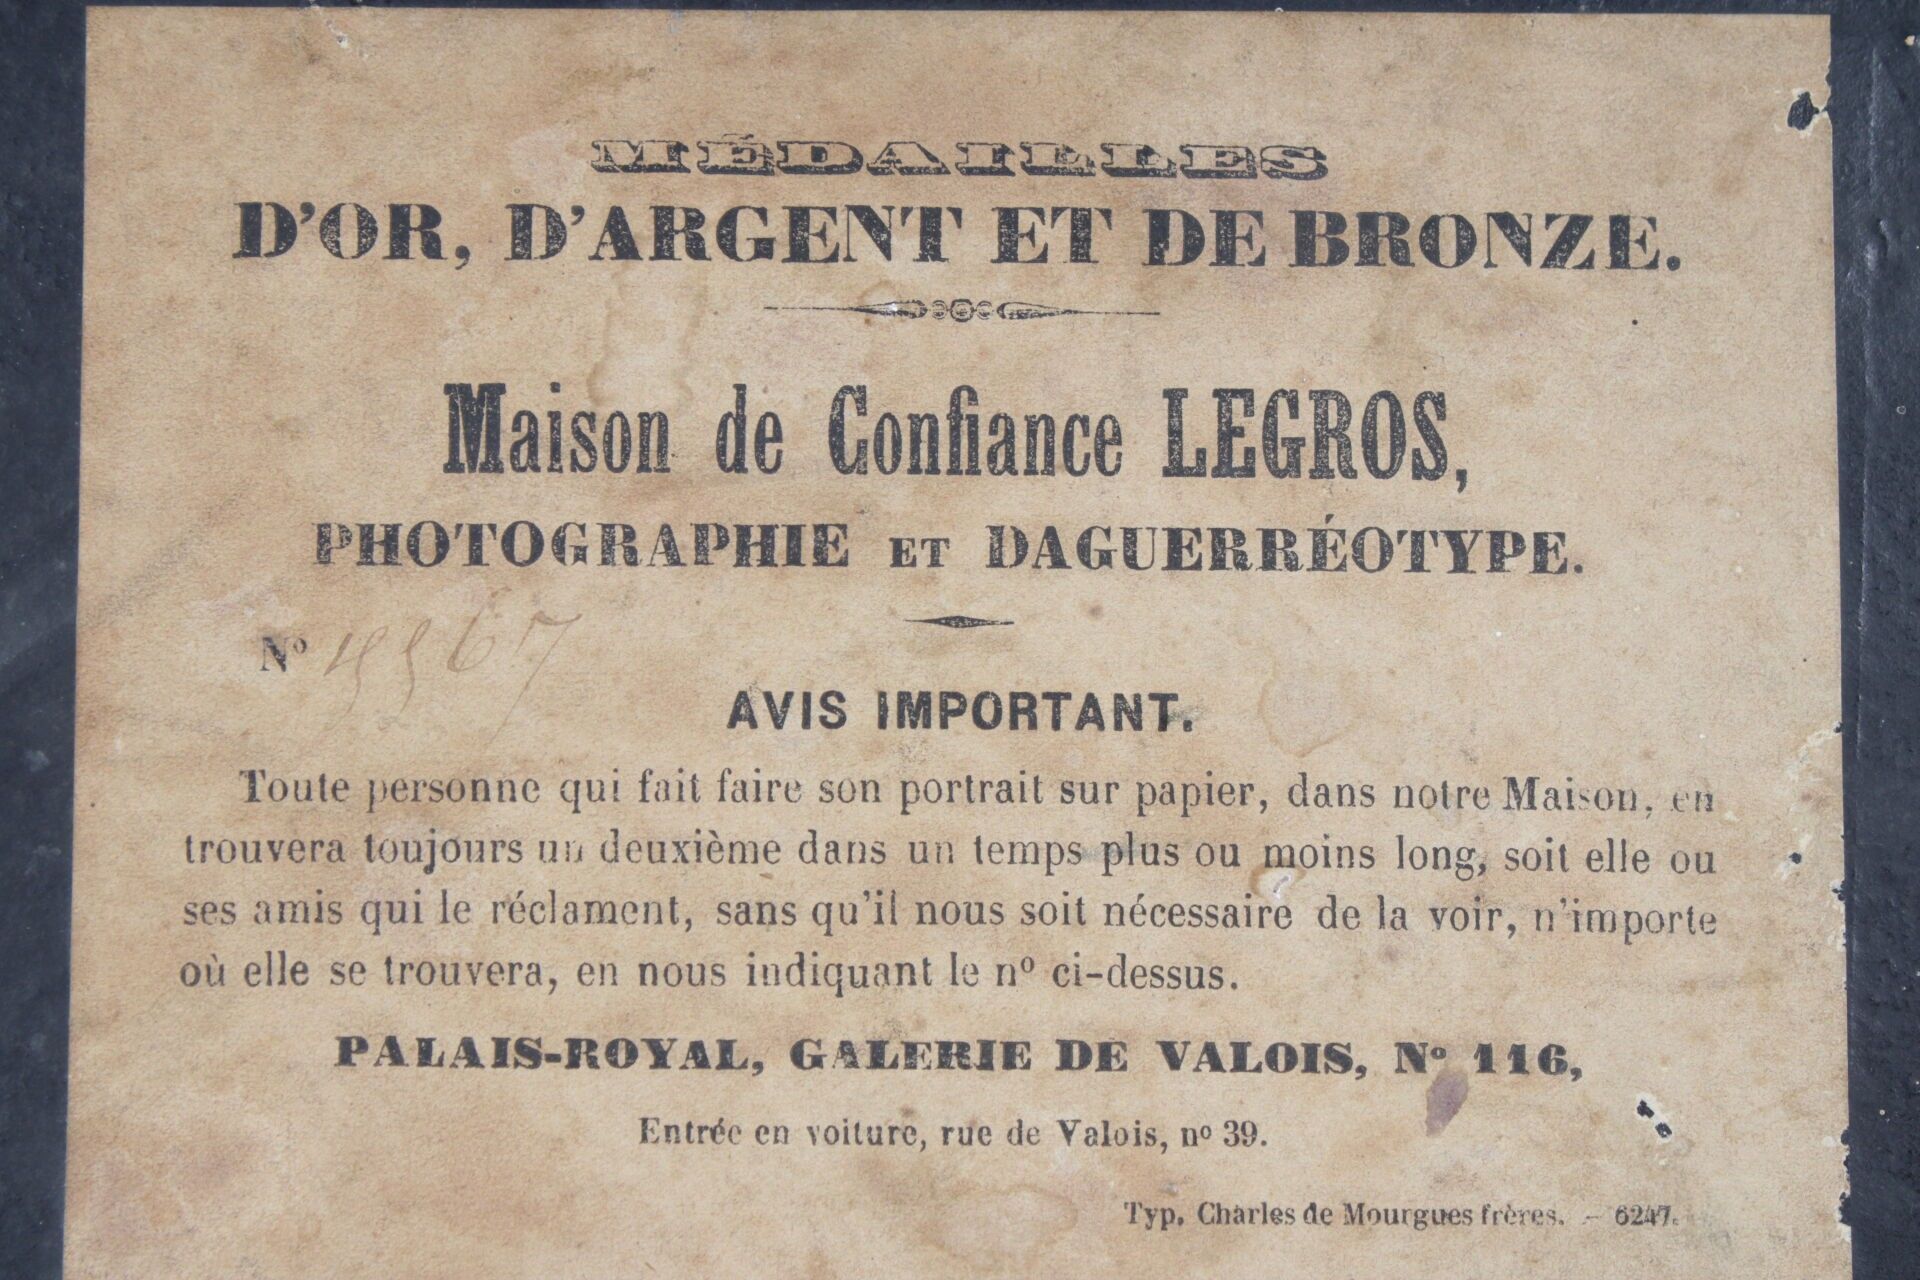 MÉDAILLES
D'OR, D'ARGENT ET DE BRONZE.
Maison de Confiance LEGROS,
PHOTOGRAPHIE ET DAGUERRÉOTYPE.
Nº
AVIS IMPORTANT.
Toute personne qui fait faire son portrait sur papier, dans notre Maison, en
trouvera toujours un deuxième dans un temps plus ou moins long, soit elle ou
ses amis qui le réclament, sans qu'il nous soit nécessaire de la voir, n'importe
où elle se trouvera, en nous indiquant le nº ci-dessus.
PALAIS-ROYAL, GALERIE DE VALOIS, Nº 116,
Entrée en voiture, rue de Valois, nº 39.
Typ. Charles de Mourgues frères. — 6247.